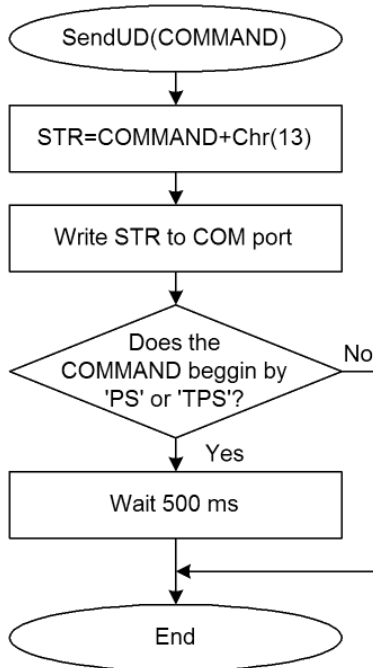 SendUD(COMMAND)
STR=COMMAND+Chr(13)
Write STR to COM port
Does the
COMMAND beggin by
'PS' or 'TPS'?
No
Yes
Wait 500 ms
End